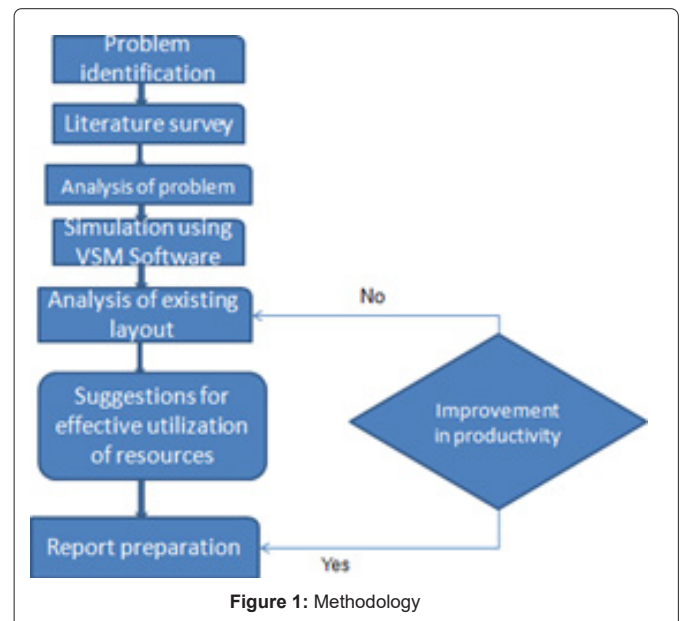 Problem
identification
Literature survey
Analysis of problem
Simulation using
VSM Software
Analysis of existing
layout
No
Suggestions for
effective utilization
of resources
Improvement
in productivity
Report preparation
Yes
Figure 1: Methodology